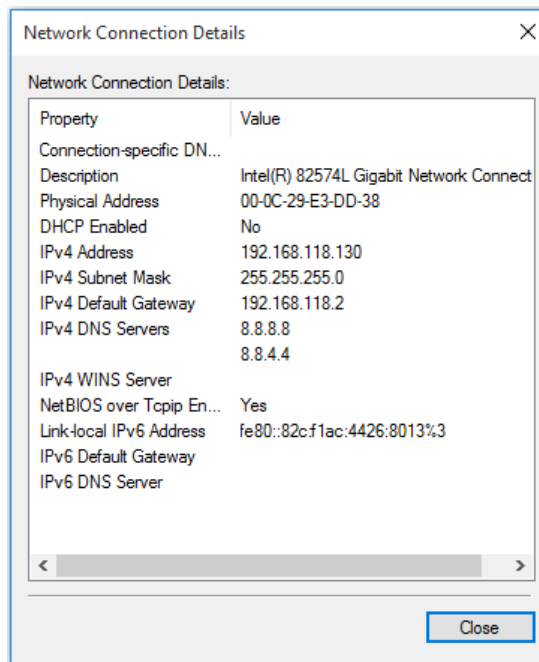 Network Connection Details
Network Connection Details:
Property Value
Connection-specific DN...
Description Intel(R) 82574L Gigabit Network Connect
Physical Address 00-0C-29-E3-DD-38
DHCP Enabled No
IPv4 Address 192.168.118.130
IPv4 Subnet Mask 255.255.255.0
IPv4 Default Gateway 192.168.118.2
IPv4 DNS Servers 8.8.8.8
8.8.4.4
IPv4 WINS Server
NetBIOS over Tcpip En... Yes
Link-local IPv6 Address fe80::82c:f1ac:4426:8013%3
IPv6 Default Gateway
IPv6 DNS Server
Close